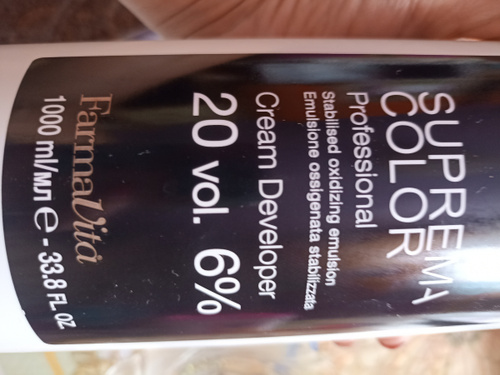 SUPREMA
COLOR
Professional
Stabilised oxidizing emulsion
Emulsione ossigenata stabilizzata
Cream Developer
20 vol. 6%
FarmaVita
1000 ml/мл e - 33.8 FL OZ